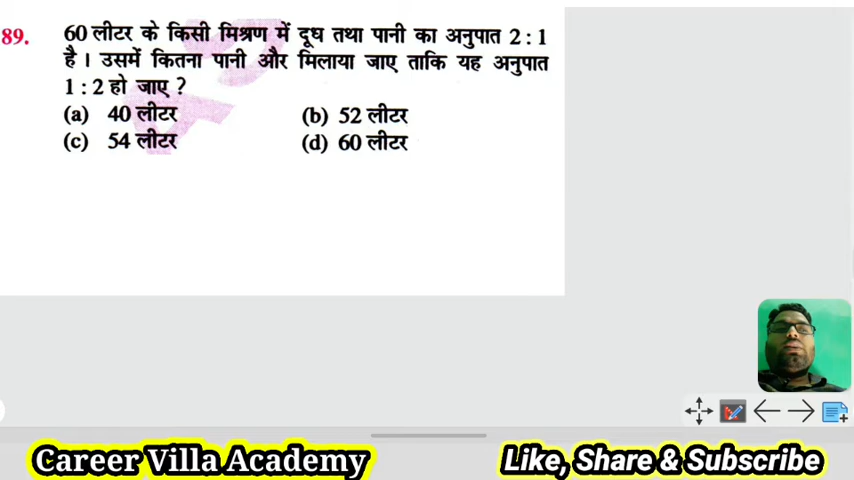 89. 60 लीटर के किसी मिश्रण में दूध तथा पानी का अनुपात 2 : 1
है । उसमें कितना पानी और मिलाया जाए ताकि यह अनुपात
1 : 2 हो जाए ?
(a) 40 लीटर (b) 52 लीटर
(c) 54 लीटर (d) 60 लीटर
Career Villa Academy Like, Share & Subscribe